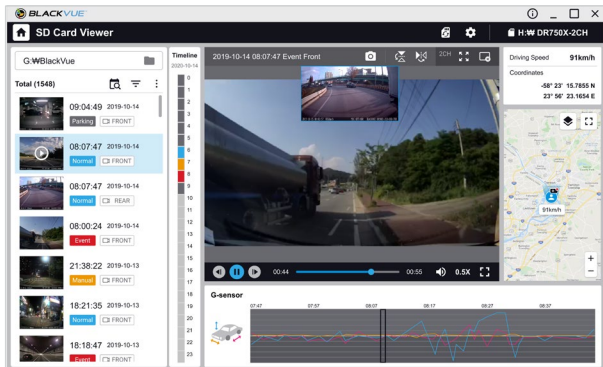 BLACKVUE
SD Card Viewer
H:₩ DR750X-2CH
G:₩BlackVue
Total (1548)
09:04:49 2019-10-14
Parking FRONT
08:07:47 2019-10-14
Normal FRONT
08:07:47 2019-10-14
Normal REAR
08:00:24 2019-10-14
Event FRONT
21:38:22 2019-10-13
Manual FRONT
18:21:35 2019-10-13
Normal FRONT
18:18:47 2019-10-13
Event FRONT
Timeline
2020-10-14
0
1
2
3
4
5
6
7
8
9
10
11
12
13
14
15
16
17
18
19
20
21
22
23
2019-10-14 08:07:47 Event Front
2CH
00:44
00:55
0.5X
Driving Speed 91km/h
Coordinates
-58° 23' 15.7855 N
23° 56' 23.1654 E
91km/h
+
−
G-sensor
07:47 07:57 08:07 08:17 08:27 08:37